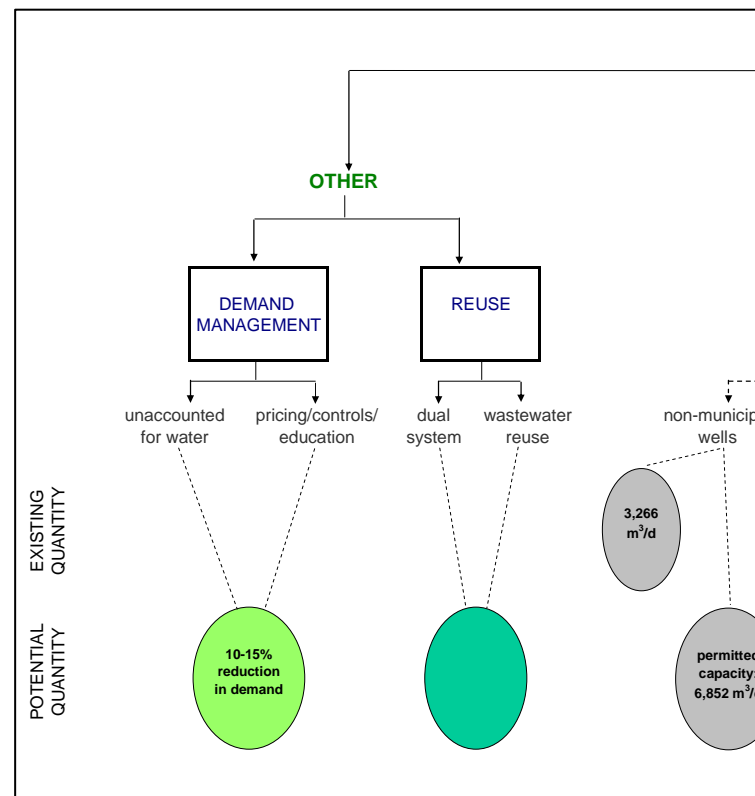 OTHER
DEMAND
MANAGEMENT
REUSE
unaccounted
for water
pricing/controls/
education
dual
system
wastewater
reuse
non-municip
wells
EXISTING
QUANTITY
3,266
m³/d
POTENTIAL
QUANTITY
10-15%
reduction
in demand
permitted
capacity:
6,852 m³/